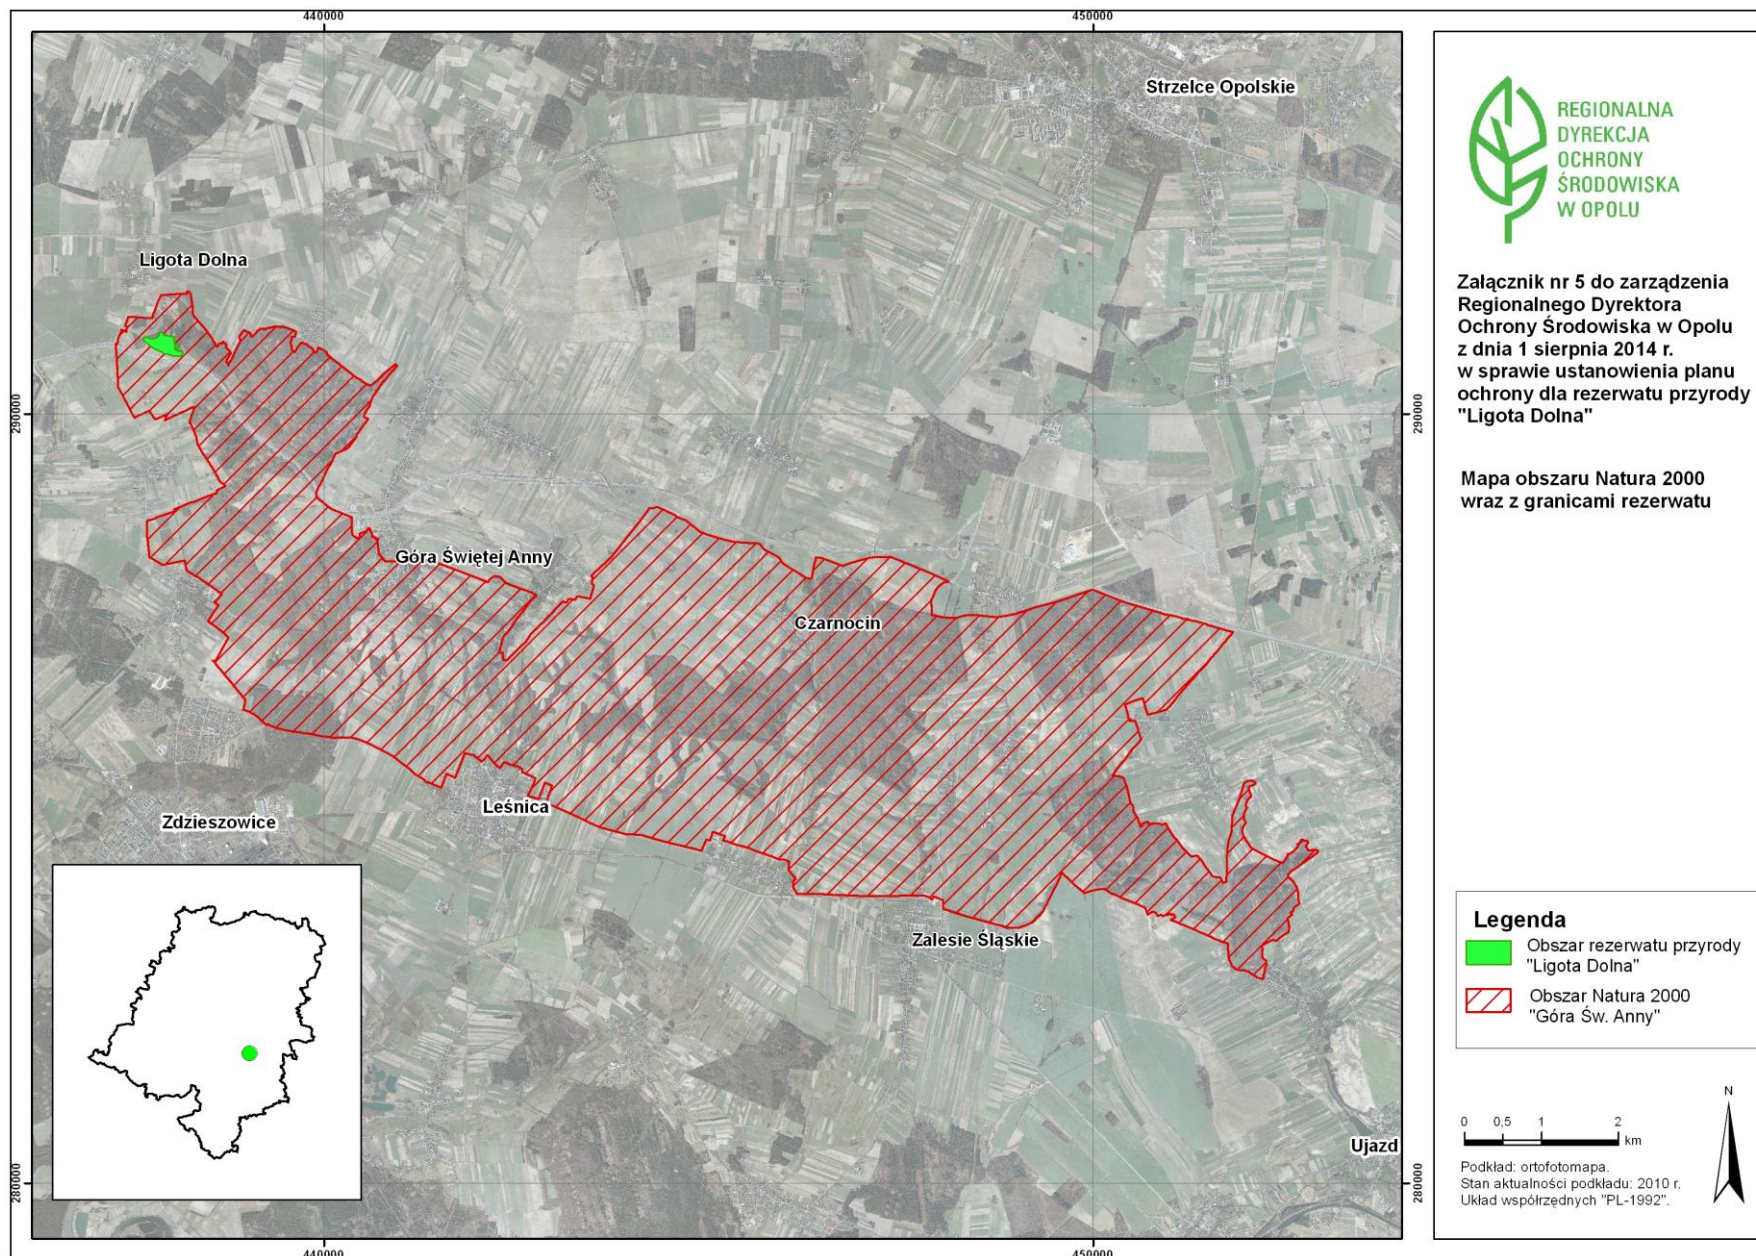 440000
450000
Strzelce Opolskie
Ligota Dolna
290000
290000
Góra Świętej Anny
Czarnocin
Leśnica
Zdzieszowice
Zalesie Śląskie
Ujazd
280000
280000
440000
450000
REGIONALNA
DYREKCJA
OCHRONY
ŚRODOWISKA
W OPOLU
Załącznik nr 5 do zarządzenia
Regionalnego Dyrektora
Ochrony Środowiska w Opolu
z dnia 1 sierpnia 2014 r.
w sprawie ustanowienia planu
ochrony dla rezerwatu przyrody
"Ligota Dolna"
Mapa obszaru Natura 2000
wraz z granicami rezerwatu
Legenda
Obszar rezerwatu przyrody
"Ligota Dolna"
Obszar Natura 2000
"Góra Św. Anny"
N
0 0,5 1 2
km
Podkład: ortofotomapa.
Stan aktualności podkładu: 2010 r.
Układ współrzędnych "PL-1992".